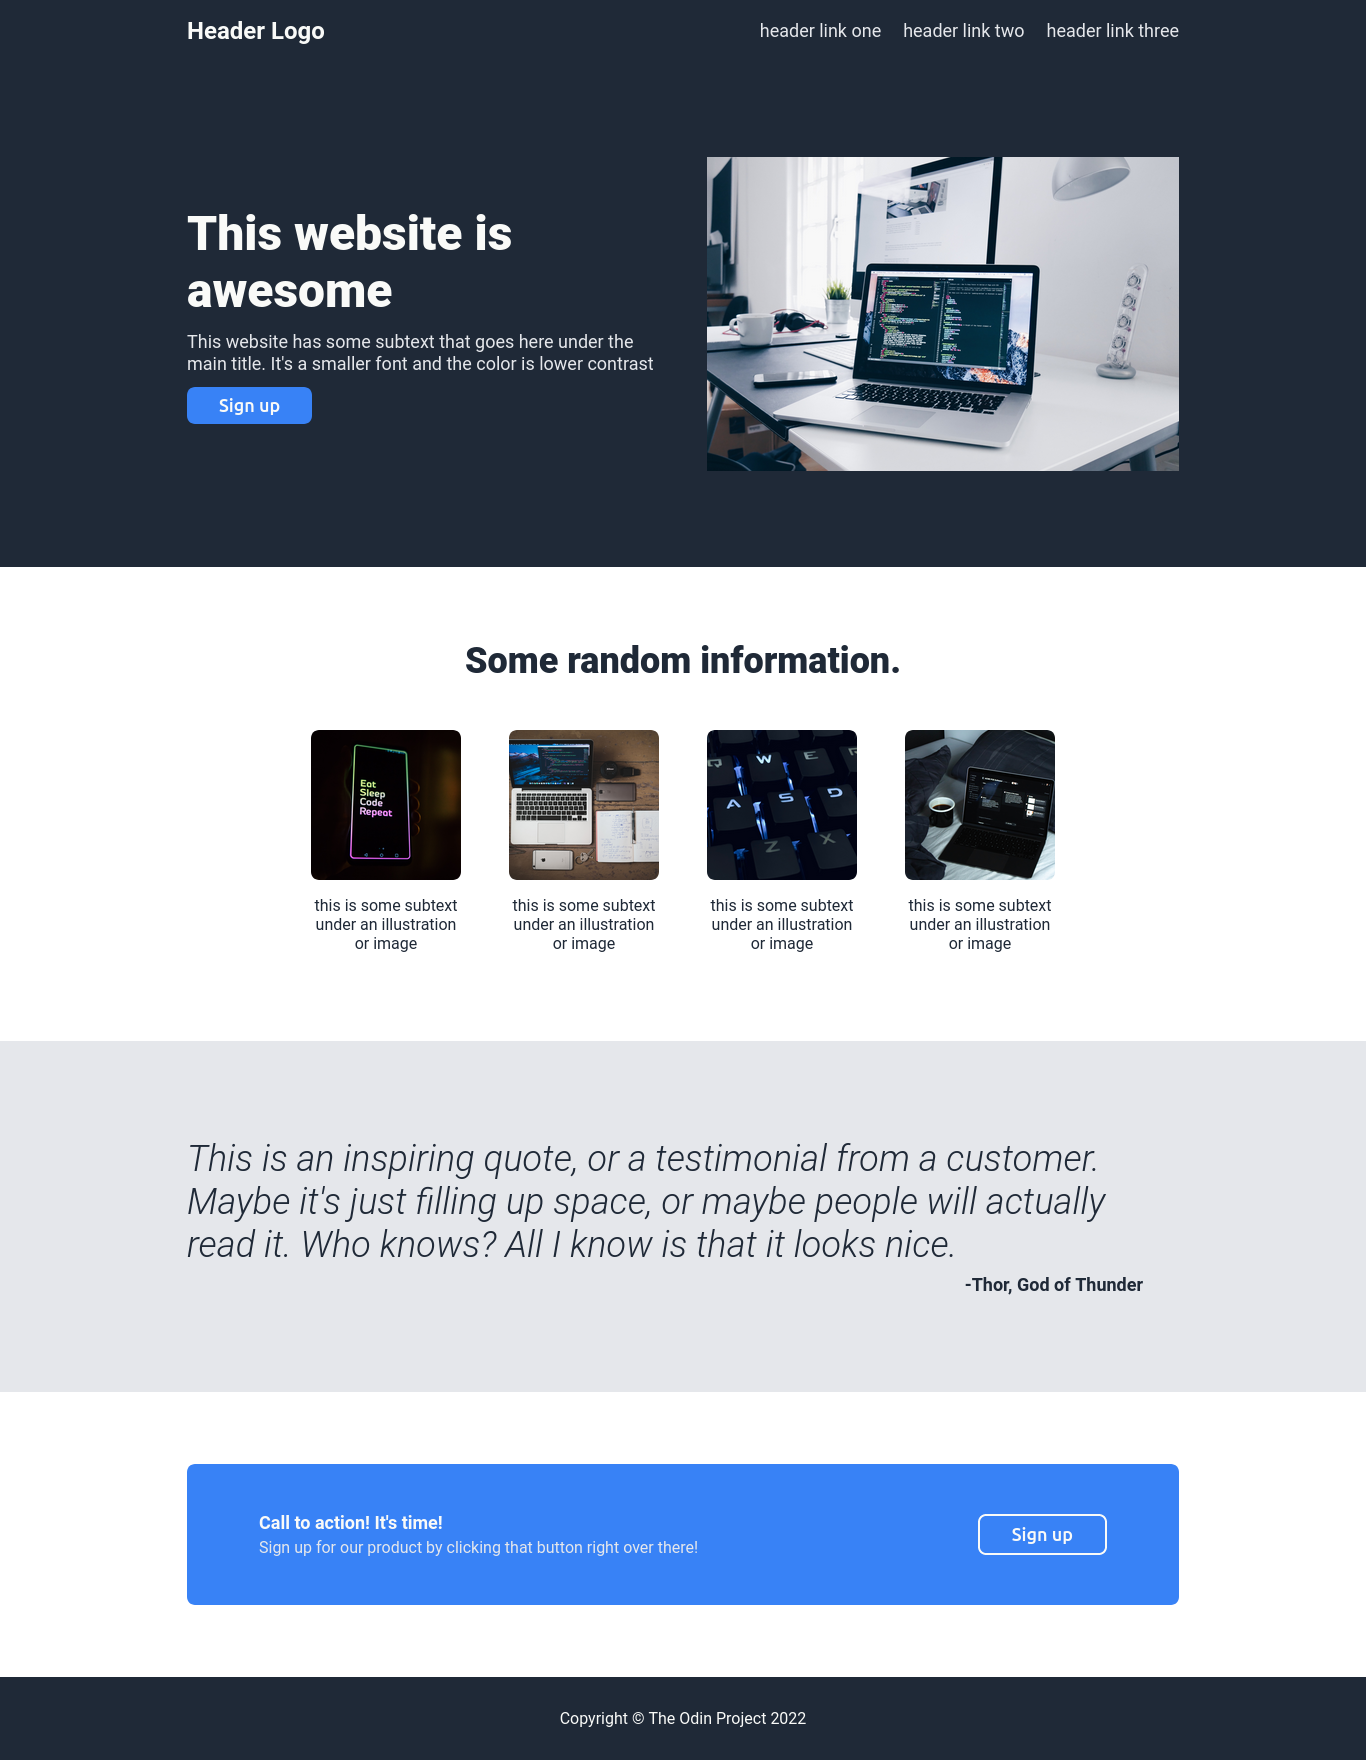 Header Logo
header link one
header link two
header link three
This website is
awesome
This website has some subtext that goes here under the
main title. It's a smaller font and the color is lower contrast
Sign up
Some random information.
Eat
Sleep
Code
Repeat
W
E
A
S
D
Z
X
this is some subtext
under an illustration
or image
this is some subtext
under an illustration
or image
this is some subtext
under an illustration
or image
this is some subtext
under an illustration
or image
This is an inspiring quote, or a testimonial from a customer.
Maybe it's just filling up space, or maybe people will actually
read it. Who knows? All I know is that it looks nice.
-Thor, God of Thunder
Call to action! It's time!
Sign up for our product by clicking that button right over there!
Sign up
Copyright © The Odin Project 2022